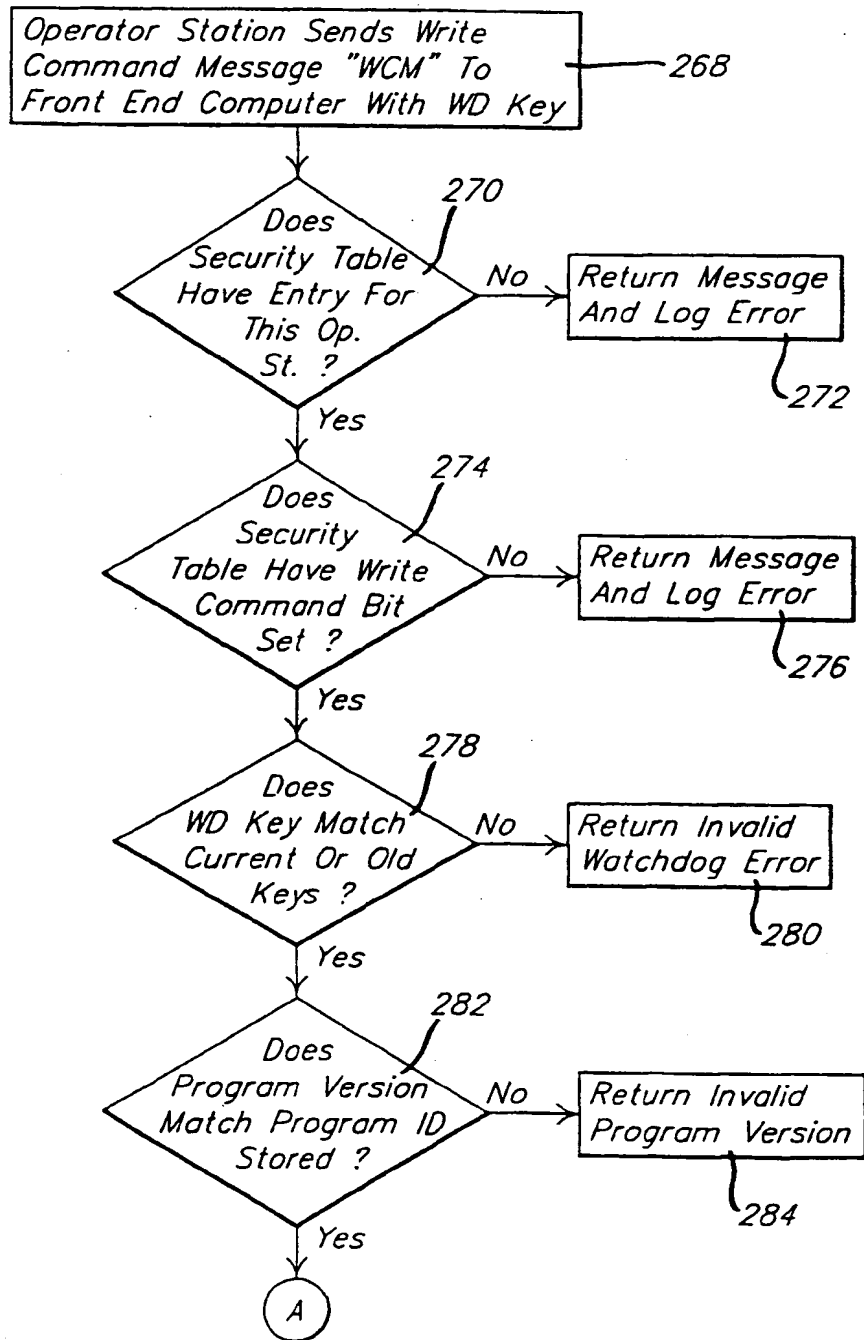 Operator Station Sends Write
Command Message "WCM" To
Front End Computer With WD Key
268
270
Does
Security Table
Have Entry For
This Op.
St. ?
No
Return Message
And Log Error
272
Yes
274
Does
Security
Table Have Write
Command Bit
Set ?
No
Return Message
And Log Error
276
Yes
278
Does
WD Key Match
Current Or Old
Keys ?
No
Return Invalid
Watchdog Error
280
Yes
282
Does
Program Version
Match Program ID
Stored ?
No
Return Invalid
Program Version
284
Yes
A